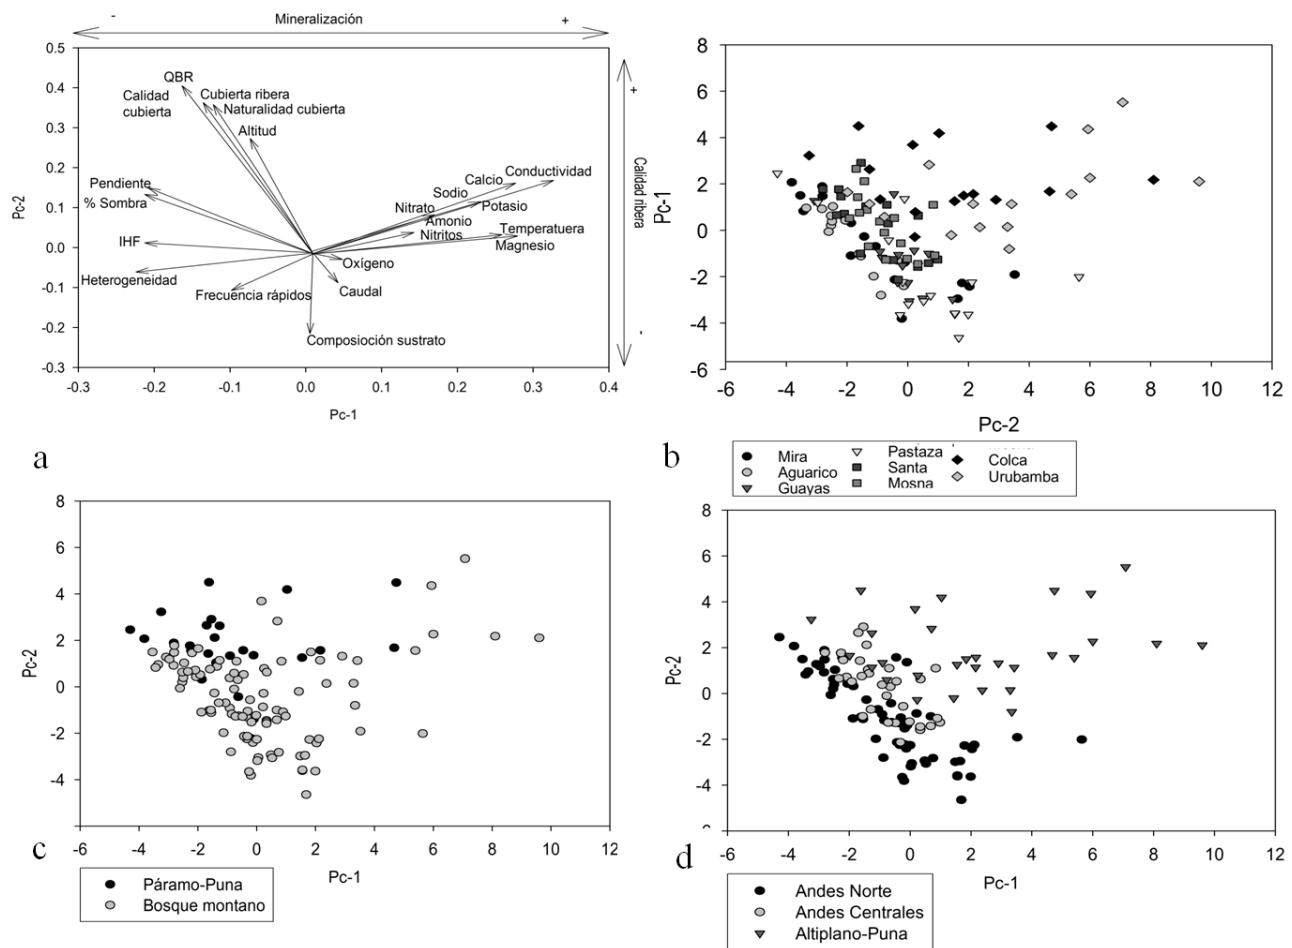 - Mineralización +
0.5
0.4
0.3
0.2
0.1
0.0
-0.1
-0.2
-0.3
-0.3 -0.2 -0.1 0.0 0.1 0.2 0.3 0.4
Pc-2
Pc-1
QBR
Calidad
cubierta
Cubierta ribera
Naturalidad cubierta
Altitud
Pendiente
% Sombra
IHF
Heterogeneidad
Frecuencia rápidos
Composioción sustrato
Caudal
Oxígeno
Conductividad
Calcio
Sodio
Potasio
Nitrato
Amonio
Nitritos
Temperatuera
Magnesio
+
Calidad ribera
-
a
8
6
4
2
0
-2
-4
-6
-6 -4 -2 0 2 4 6 8 10 12
Pc-1
Pc-2
b
Mira
Aguarico
Guayas
Pastaza
Santa
Mosna
Colca
Urubamba
8
6
4
2
0
-2
-4
-6 -4 -2 0 2 4 6 8 10 12
Pc-2
Pc-1
c
Páramo-Puna
Bosque montano
8
6
4
2
0
-2
-4
-6 -4 -2 0 2 4 6 8 10 12
Pc-2
Pc-1
d
Andes Norte
Andes Centrales
Altiplano-Puna